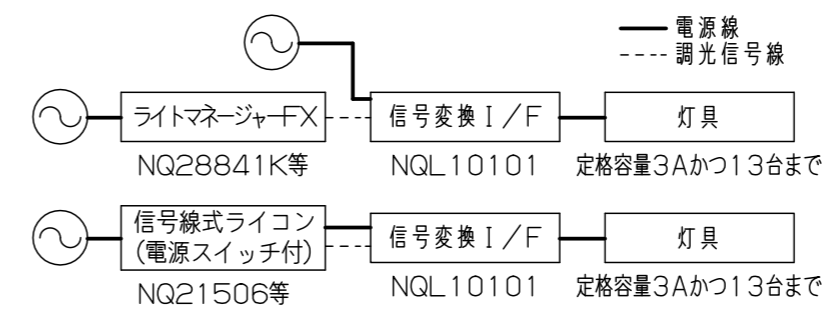 電源線
調光信号線
ライトマネージャーFX
信号変換I/F
灯具
NQ28841K等
NQL10101
定格容量3Aかつ13台まで
信号線式ライコン
(電源スイッチ付)
信号変換I/F
灯具
NQ21506等
NQL10101
定格容量3Aかつ13台まで